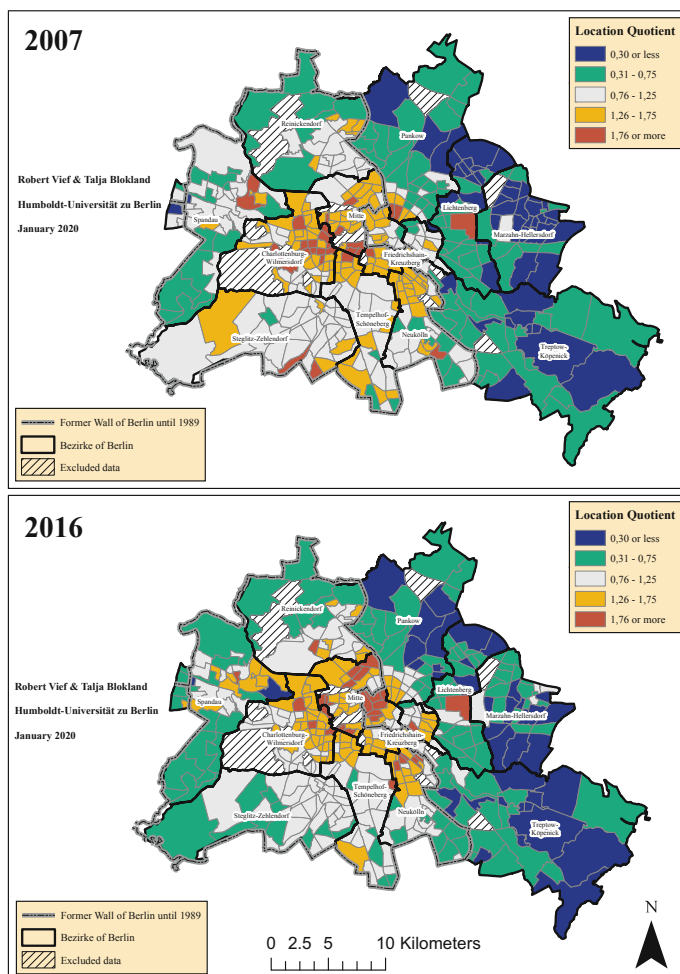 2007
Location Quotient
0,30 or less
0,31 - 0,75
0,76 - 1,25
1,26 - 1,75
1,76 or more
Reinickendorf
Pankow
Robert Vief & Talja Blokland
Humboldt-Universität zu Berlin
January 2020
Spandau
Mitte
Lichtenberg
Marzahn-Hellersdorf
Charlottenburg-
Wilmersdorf
Friedrichshain-
Kreuzberg
Tempelhof-
Schöneberg
Steglitz-Zehlendorf
Neukölln
Treptow-
Köpenick
Former Wall of Berlin until 1989
Bezirke of Berlin
Excluded data
2016
Location Quotient
0,30 or less
0,31 - 0,75
0,76 - 1,25
1,26 - 1,75
1,76 or more
Reinickendorf
Pankow
Robert Vief & Talja Blokland
Humboldt-Universität zu Berlin
January 2020
Spandau
Mitte
Lichtenberg
Marzahn-Hellersdorf
Charlottenburg-
Wilmersdorf
Friedrichshain-
Kreuzberg
Tempelhof-
Schöneberg
Steglitz-Zehlendorf
Neukölln
Treptow-
Köpenick
Former Wall of Berlin until 1989
Bezirke of Berlin
Excluded data
0 2.5 5 10 Kilometers
N